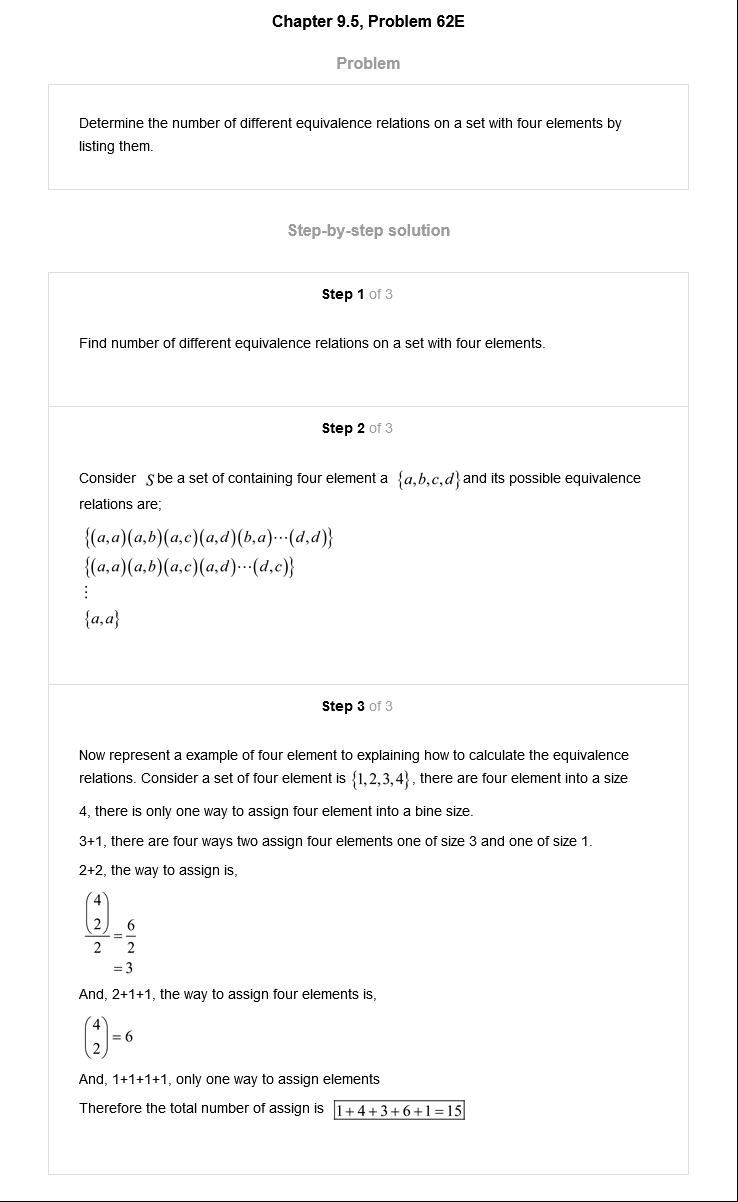 Chapter 9.5, Problem 62E
Problem
Determine the number of different equivalence relations on a set with four elements by
listing them.
Step-by-step solution
Step 1 of 3
Find number of different equivalence relations on a set with four elements.
Step 2 of 3
Consider S be a set of containing four element a {a,b,c,d} and its possible equivalence
relations are;
{(a,a)(a,b)(a,c)(a,d)(b,a)⋯(d,d)}
{(a,a)(a,b)(a,c)(a,d)⋯(d,c)}
⋮
{a,a}
Step 3 of 3
Now represent a example of four element to explaining how to calculate the equivalence
relations. Consider a set of four element is {1,2,3,4}, there are four element into a size
4, there is only one way to assign four element into a bine size.
3+1, there are four ways two assign four elements one of size 3 and one of size 1.
2+2, the way to assign is,
(4
2)
2 = 6
2
= 3
And, 2+1+1, the way to assign four elements is,
(4
2) = 6
And, 1+1+1+1, only one way to assign elements
Therefore the total number of assign is 1+4+3+6+1=15